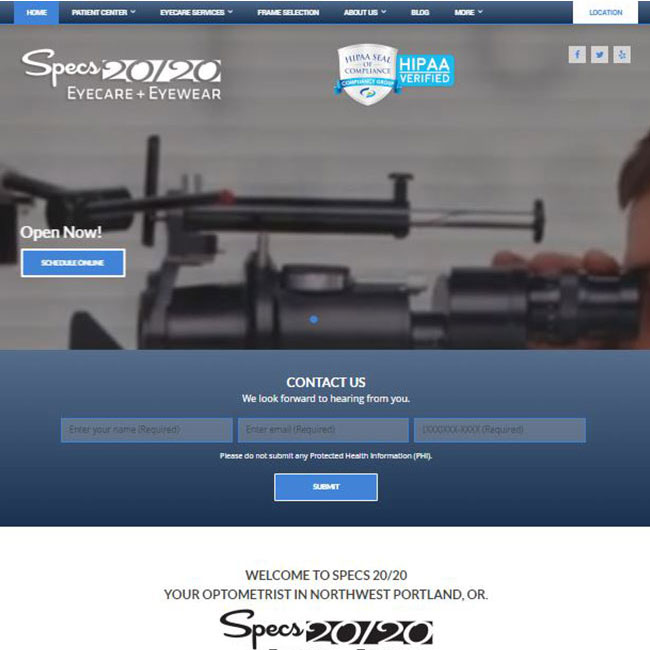 HOME PATIENT CENTER EYECARE SERVICES FRAME SELECTION ABOUT US BLOG MORE LOCATION
Specs 20/20
EYECARE + EYEWEAR
HIPAA SEAL
OF
COMPLIANCE
COMPLIANCY GROUP
HIPAA
VERIFIED
Open Now!
SCHEDULE ONLINE
CONTACT US
We look forward to hearing from you.
Enter your name (Required) Enter email (Required) (XXX)XXX-XXXX (Required)
Please do not submit any Protected Health Information (PHI).
SUBMIT
WELCOME TO SPECS 20/20
YOUR OPTOMETRIST IN NORTHWEST PORTLAND, OR.
Specs 20/20